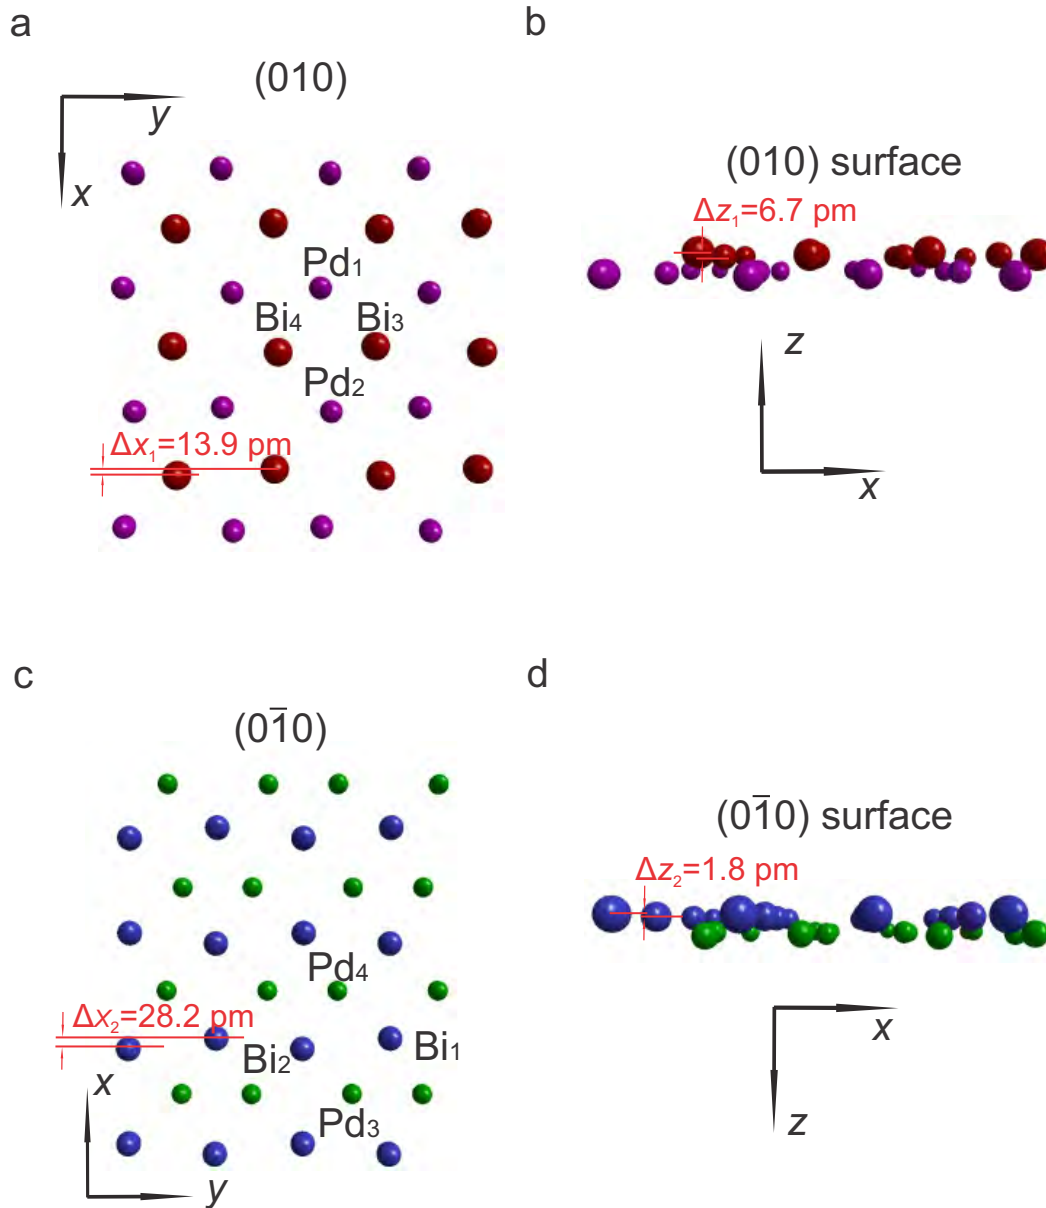 a
(010)
y
x
Pd1
Bi4
Bi3
Pd2
Δx1=13.9 pm
b
(010) surface
Δz1=6.7 pm
z
x
c
(01̅0)
Pd4
Δx2=28.2 pm
Bi2
Bi1
x
Pd3
y
d
(01̅0) surface
Δz2=1.8 pm
x
z